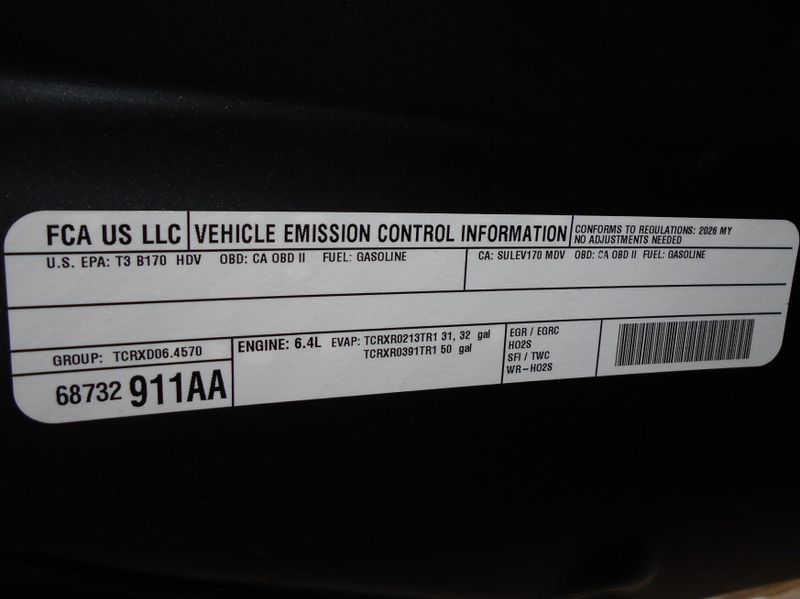 FCA US LLC
VEHICLE EMISSION CONTROL INFORMATION
CONFORMS TO REGULATIONS: 2026 MY
NO ADJUSTMENTS NEEDED
U.S. EPA: T3 B170 HDV OBD: CA OBD II FUEL: GASOLINE
CA: SULEV170 MDV OBD: CA OBD II FUEL: GASOLINE
GROUP: TCRXD06.4570
68732 911AA
ENGINE: 6.4L EVAP: TCRXR0213TR1 31, 32 gal
TCRXR0391TR1 50 gal
EGR / EGRC
HO2S
SFI / TWC
WR-HO2S